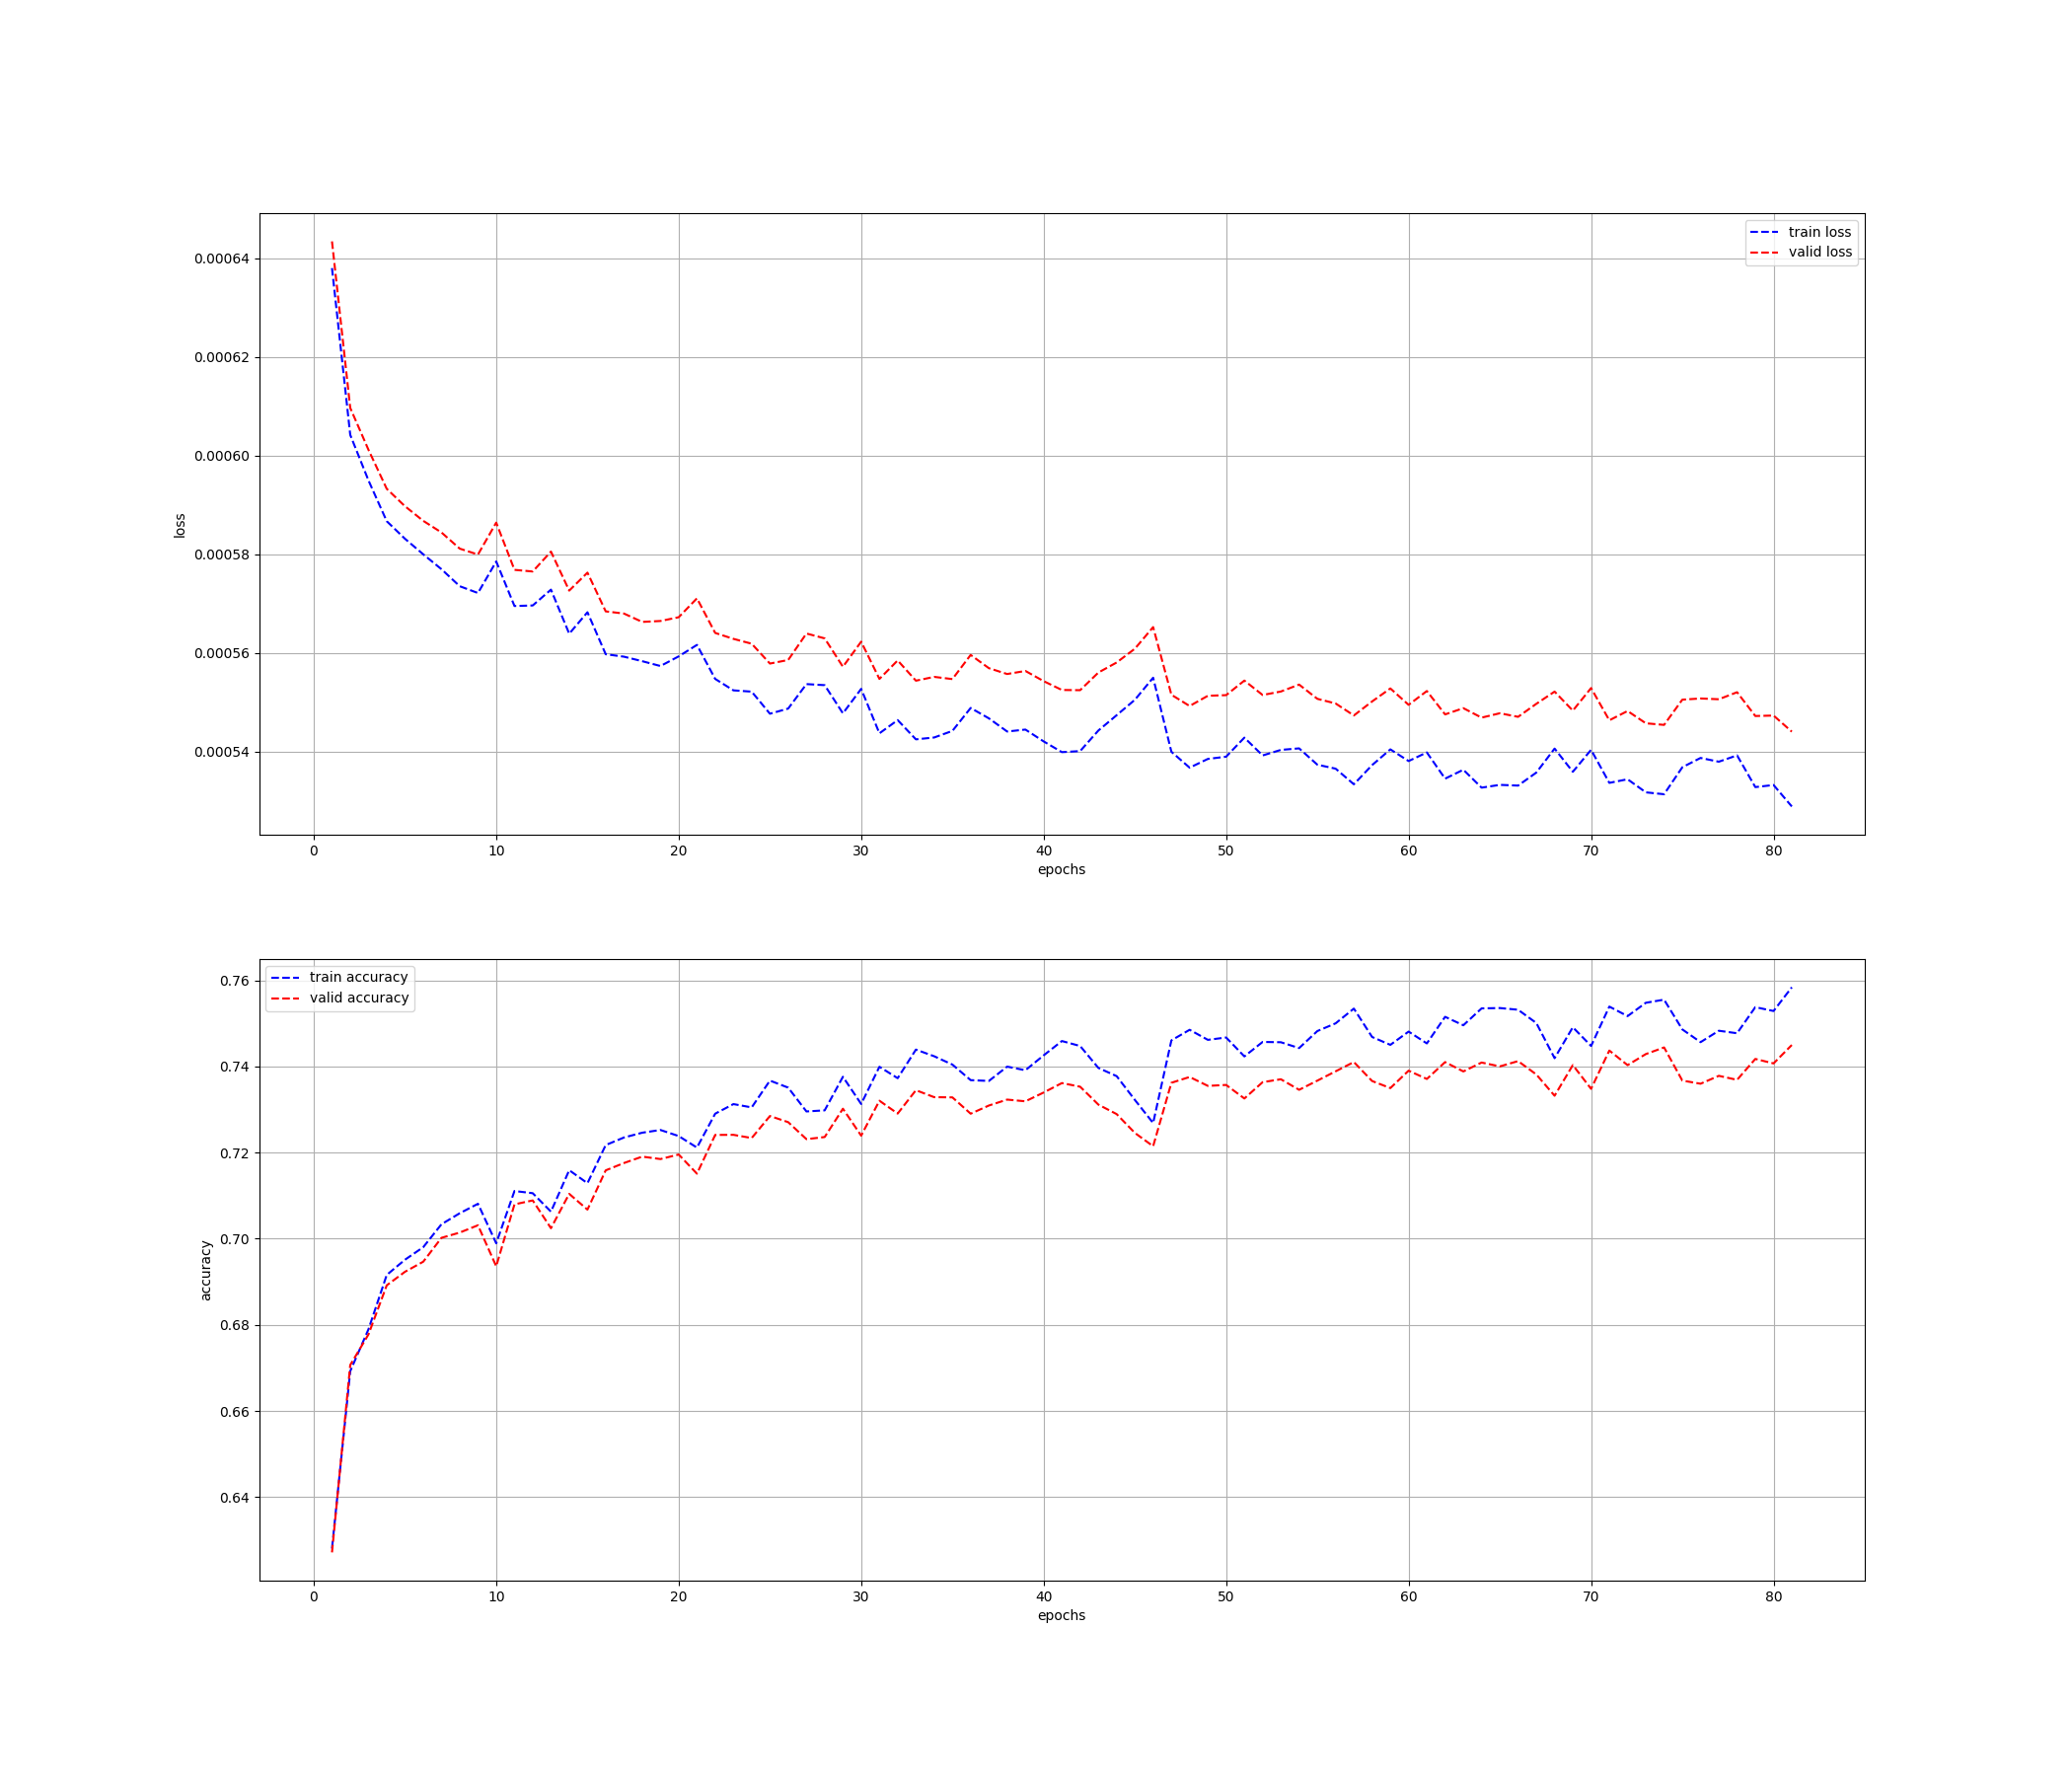 train loss
valid loss
0.00064
0.00062
0.00060
0.00058
0.00056
0.00054
loss
0 10 20 30 40 50 60 70 80
epochs
train accuracy
valid accuracy
0.76
0.74
0.72
0.70
0.68
0.66
0.64
accuracy
0 10 20 30 40 50 60 70 80
epochs